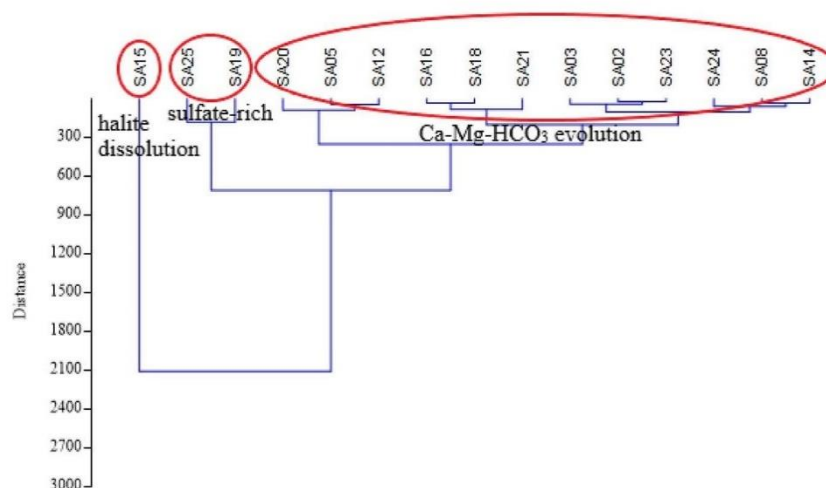 SA15
SA25
SA19
SA20
SA05
SA12
SA16
SA18
SA21
SA03
SA02
SA23
SA24
SA08
SA14
halite
dissolution
sulfate-rich
Ca-Mg-HCO₃ evolution
300
600
900
1200
1500
1800
2100
2400
2700
3000
Distance